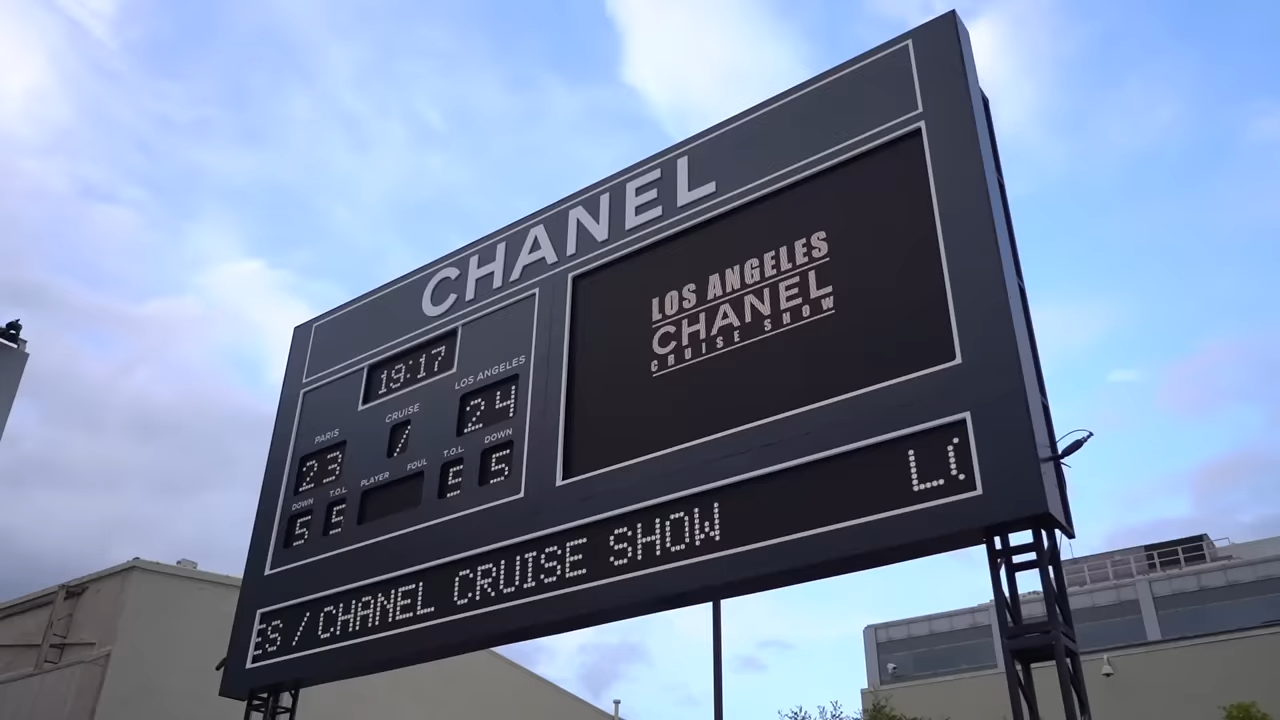 CHANEL
19:17
LOS ANGELES
24
CRUISE
/
PARIS
23
DOWN
5
T.O.L
5
PLAYER
FOUL
T.O.L
5
DOWN
5
LOS ANGELES
CHANEL
CRUISE SHOW
ES / CHANEL CRUISE SHOW